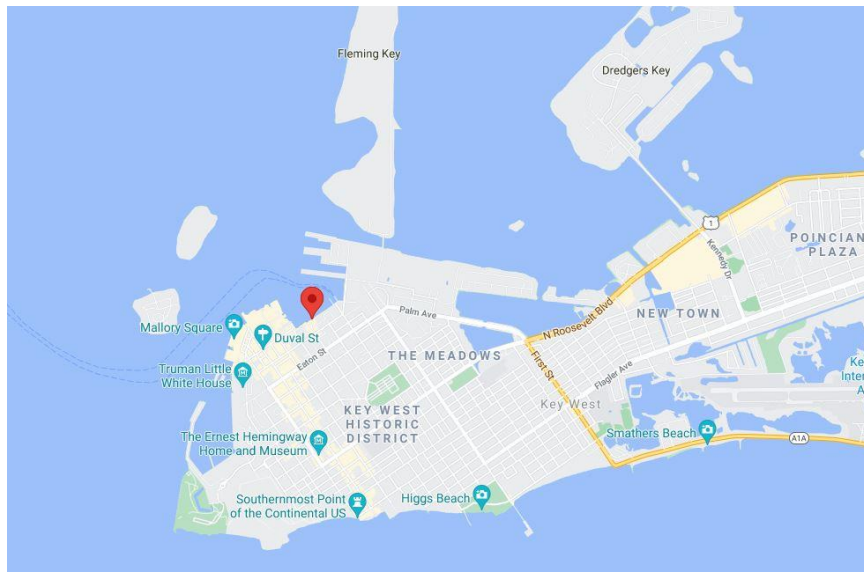 Fleming Key
Dredgers Key
1
POINCIAN
PLAZA
Kennedy Dr
Mallory Square
Duval St
Palm Ave
N Roosevelt Blvd
NEW TOWN
Truman Little
White House
Eaton St
THE MEADOWS
First St
Flagler Ave
Ke
Inter
A
KEY WEST
HISTORIC
DISTRICT
Key West
The Ernest Hemingway
Home and Museum
Smathers Beach
A1A
Southernmost Point
of the Continental US
Higgs Beach